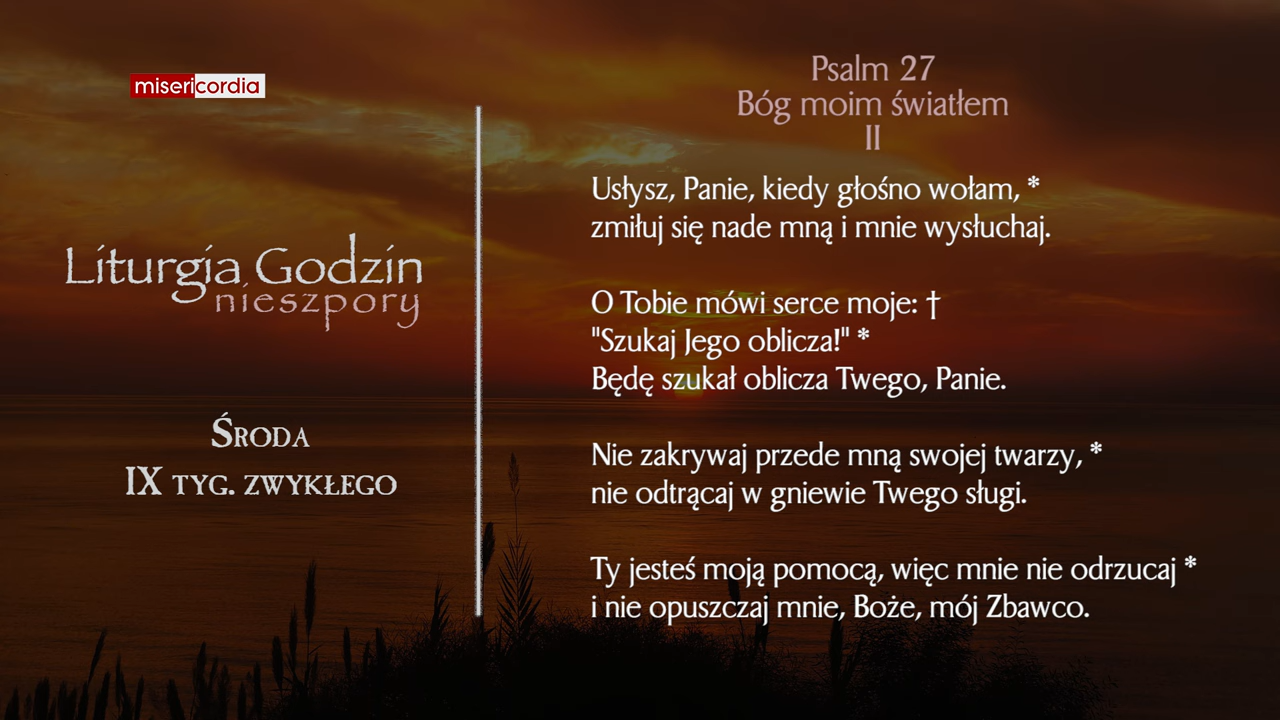 misericordia
Liturgia Godzin
nieszpory
Środa
IX tyg. zwykłego
Psalm 27
Bóg moim światłem
II
Usłysz, Panie, kiedy głośno wołam, *
zmiłuj się nade mną i mnie wysłuchaj.
O Tobie mówi serce moje: †
"Szukaj Jego oblicza!" *
Będę szukał oblicza Twego, Panie.
Nie zakrywaj przede mną swojej twarzy, *
nie odtrącaj w gniewie Twego sługi.
Ty jesteś moją pomocą, więc mnie nie odrzucaj *
i nie opuszczaj mnie, Boże, mój Zbawco.